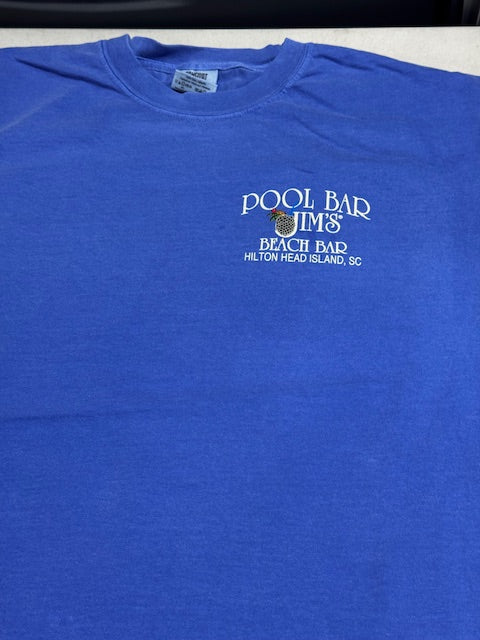 POOL BAR
JIM'S®
BEACH BAR
HILTON HEAD ISLAND, SC